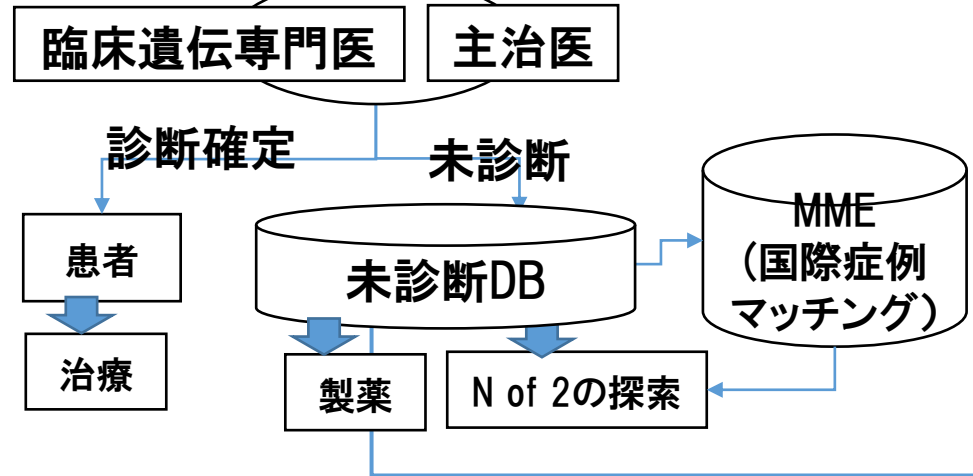 臨床遺伝専門医
主治医
診断確定
未診断
患者
未診断DB
MME
(国際症例
マッチング)
治療
製薬
N of 2の探索